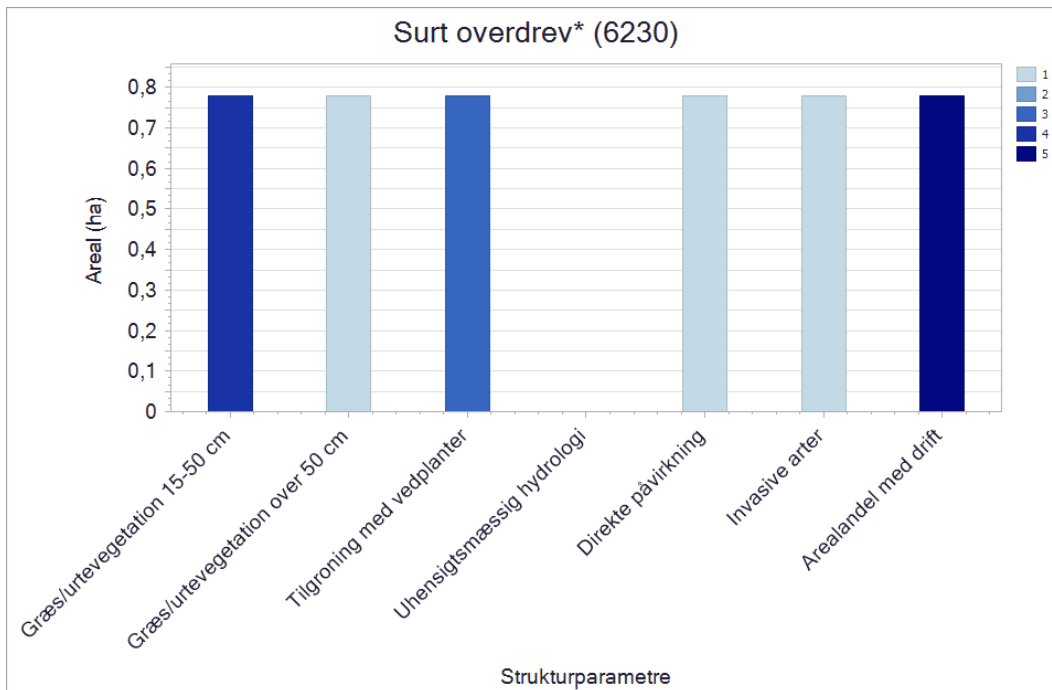 Surt overdrev* (6230)
1
2
3
4
5
0,8
0,7
0,6
0,5
0,4
0,3
0,2
0,1
0
Areal (ha)
Græs/urtevegetation 15-50 cm
Græs/urtevegetation over 50 cm
Tilgroning med vedplanter
Uhensigtsmæssig hydrologi
Direkte påvirkning
Invasive arter
Arealandel med drift
Strukturparametre